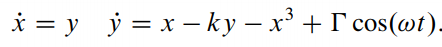 ẋ = y   ẏ = x − ky − x³ + Γ cos(ωt).